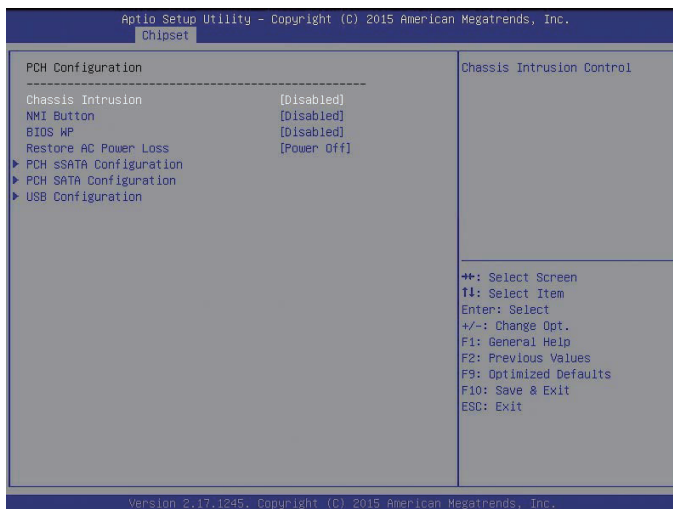 Aptio Setup Utility – Copyright (C) 2015 American Megatrends, Inc.
Chipset
PCH Configuration
Chassis Intrusion [Disabled]
NMI Button [Disabled]
BIOS WP [Disabled]
Restore AC Power Loss [Power Off]
▶ PCH sSATA Configuration
▶ PCH SATA Configuration
▶ USB Configuration
Chassis Intrusion Control
→←: Select Screen
↑↓: Select Item
Enter: Select
+/-: Change Opt.
F1: General Help
F2: Previous Values
F9: Optimized Defaults
F10: Save & Exit
ESC: Exit
Version 2.17.1245. Copyright (C) 2015 American Megatrends, Inc.